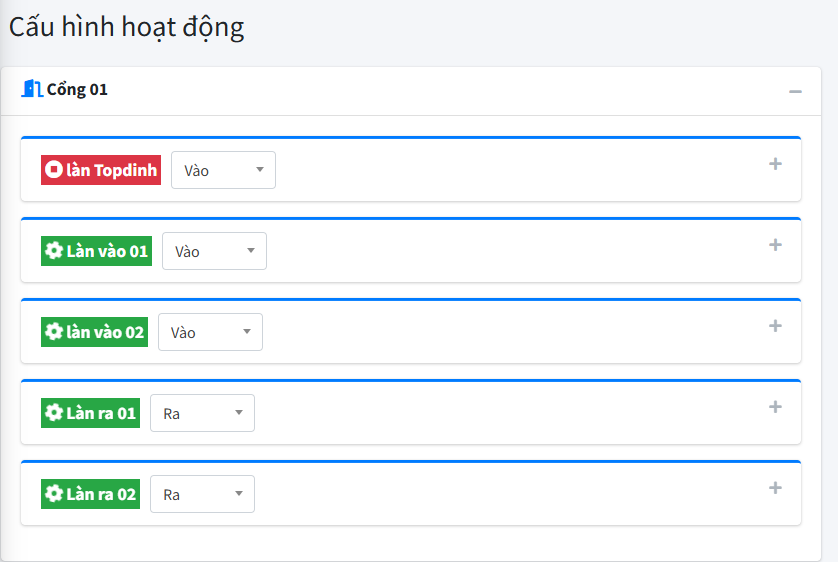 Cấu hình hoạt động
Cổng 01
làn Topdinh Vào
Làn vào 01 Vào
làn vào 02 Vào
Làn ra 01 Ra
Làn ra 02 Ra